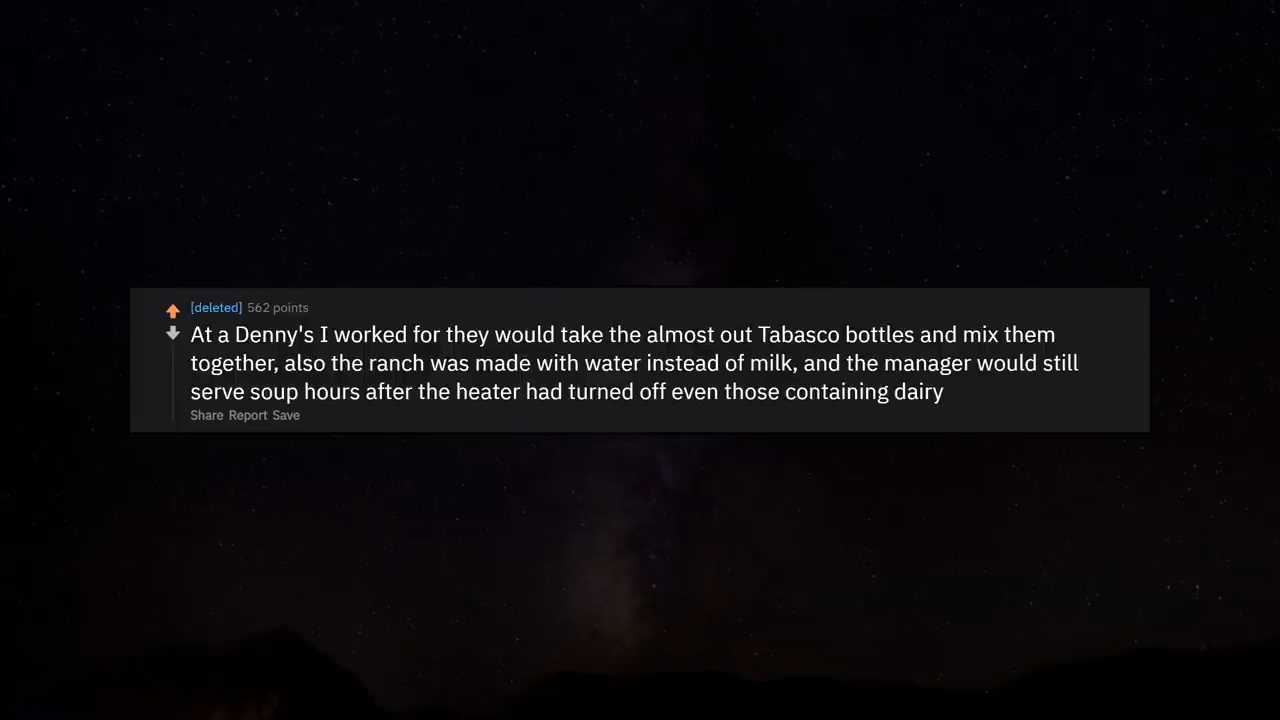 [deleted] 562 points
At a Denny's I worked for they would take the almost out Tabasco bottles and mix them
together, also the ranch was made with water instead of milk, and the manager would still
serve soup hours after the heater had turned off even those containing dairy
Share Report Save